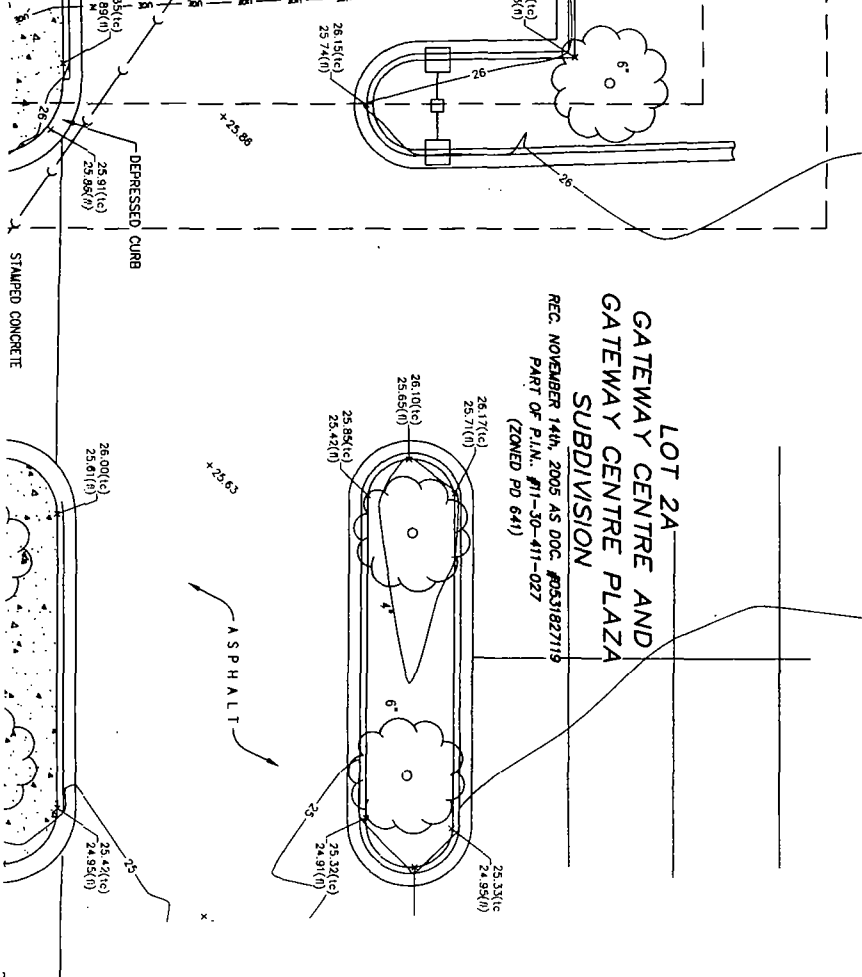 LOT 2A
GATEWAY CENTRE AND
GATEWAY CENTRE PLAZA
SUBDIVISION
REC. NOVEMBER 14th, 2005 AS DOC. #0531827119
PART OF P.I.N. #11-30-411-027
(ZONED PD 641)
26.15(tc)
25.74(fl)
26
6"
26
+25.86
26
25.91(tc)
25.86(fl)
DEPRESSED CURB
STAMPED CONCRETE
26.17(tc)
25.71(fl)
26.10(tc)
25.65(fl)
25.85(tc)
25.42(fl)
4"
6"
25.33(tc
24.95(fl)
25.32(tc)
24.91(fl)
25
+25.63
ASPHALT
26.00(tc)
25.61(fl)
25
25.42(tc)
24.95(fl)